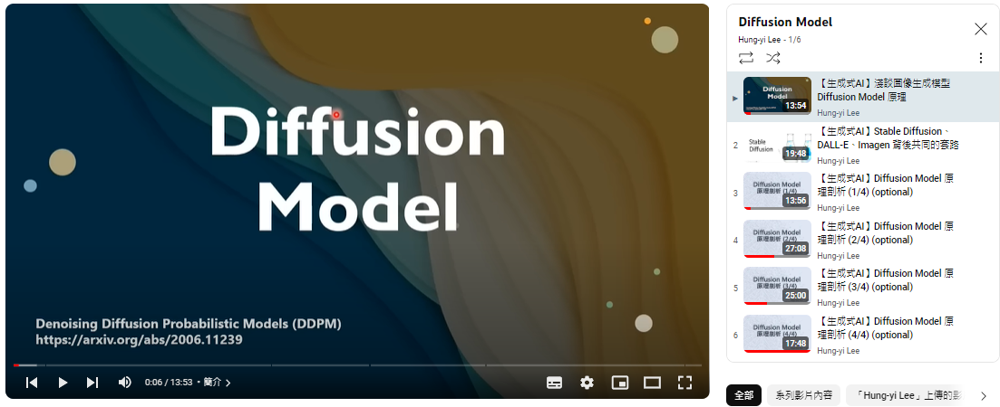 Diffusion
Model
Denoising Diffusion Probabilistic Models (DDPM)
https://arxiv.org/abs/2006.11239
0:06 / 13:53 • 簡介
Diffusion Model
Hung-yi Lee - 1/6
Diffusion
Model
13:54
【生成式AI】淺談圖像生成模型
Diffusion Model 原理
Hung-yi Lee
2
Stable
Diffusion
19:48
【生成式AI】Stable Diffusion、
DALL-E、Imagen 背後共同的套路
Hung-yi Lee
3
Diffusion Model
原理剖析 (1/4)
13:56
【生成式AI】Diffusion Model 原
理剖析 (1/4) (optional)
Hung-yi Lee
4
Diffusion Model
原理剖析 (2/4)
27:08
【生成式AI】Diffusion Model 原
理剖析 (2/4) (optional)
Hung-yi Lee
5
Diffusion Model
原理剖析 (3/4)
25:00
【生成式AI】Diffusion Model 原
理剖析 (3/4) (optional)
Hung-yi Lee
6
Diffusion Model
原理剖析 (4/4)
17:48
【生成式AI】Diffusion Model 原
理剖析 (4/4) (optional)
Hung-yi Lee
全部
系列影片內容
「Hung-yi Lee」上傳的影